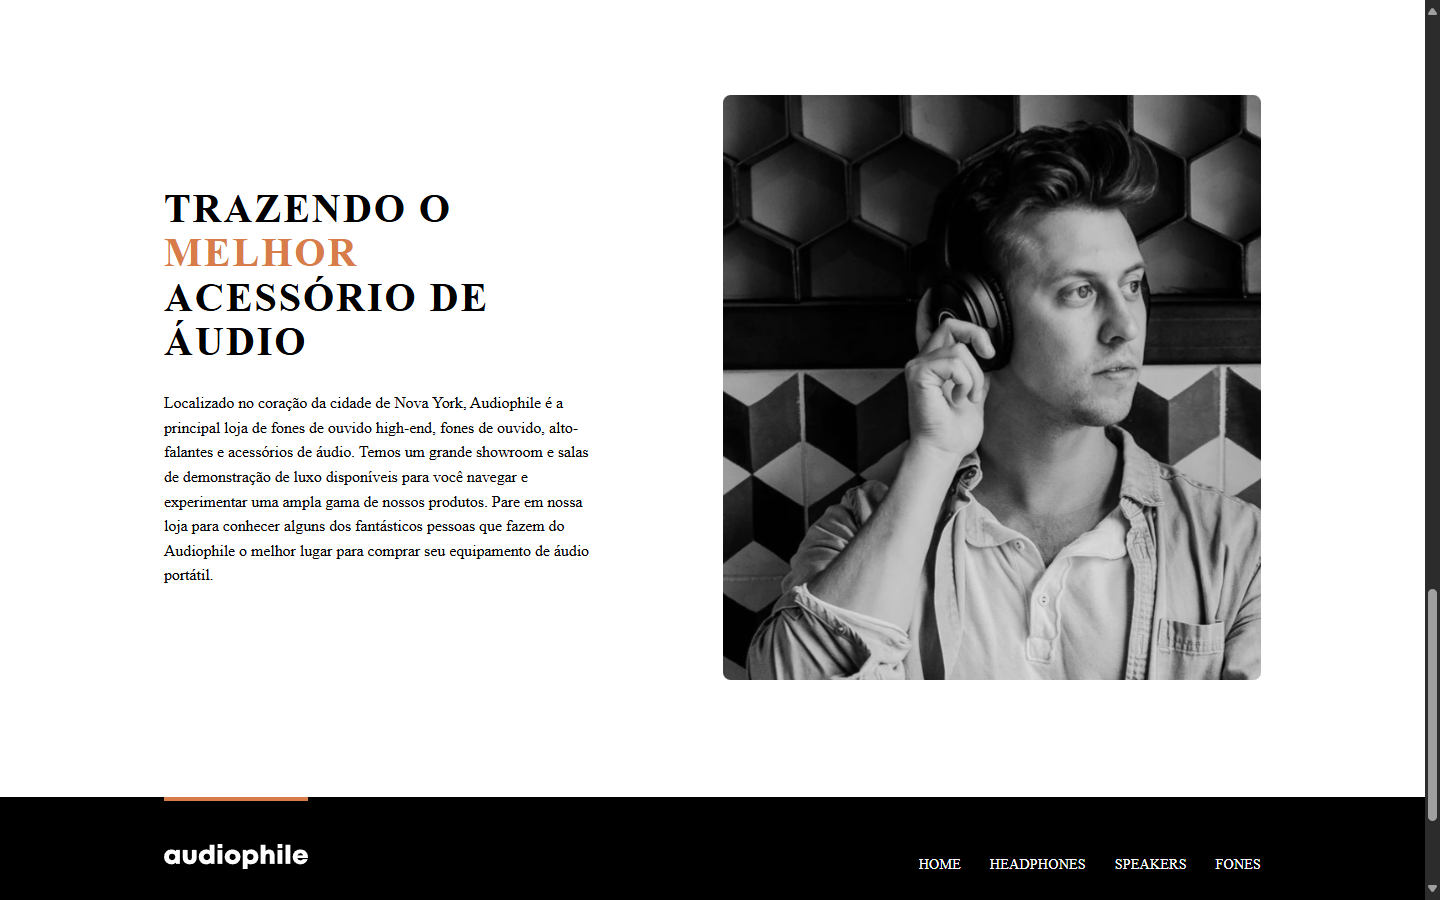 TRAZENDO O
MELHOR
ACESSÓRIO DE
ÁUDIO
Localizado no coração da cidade de Nova York, Audiophile é a
principal loja de fones de ouvido high-end, fones de ouvido, alto-
falantes e acessórios de áudio. Temos um grande showroom e salas
de demonstração de luxo disponíveis para você navegar e
experimentar uma ampla gama de nossos produtos. Pare em nossa
loja para conhecer alguns dos fantásticos pessoas que fazem do
Audiophile o melhor lugar para comprar seu equipamento de áudio
portátil.
audiophile
HOME HEADPHONES SPEAKERS FONES